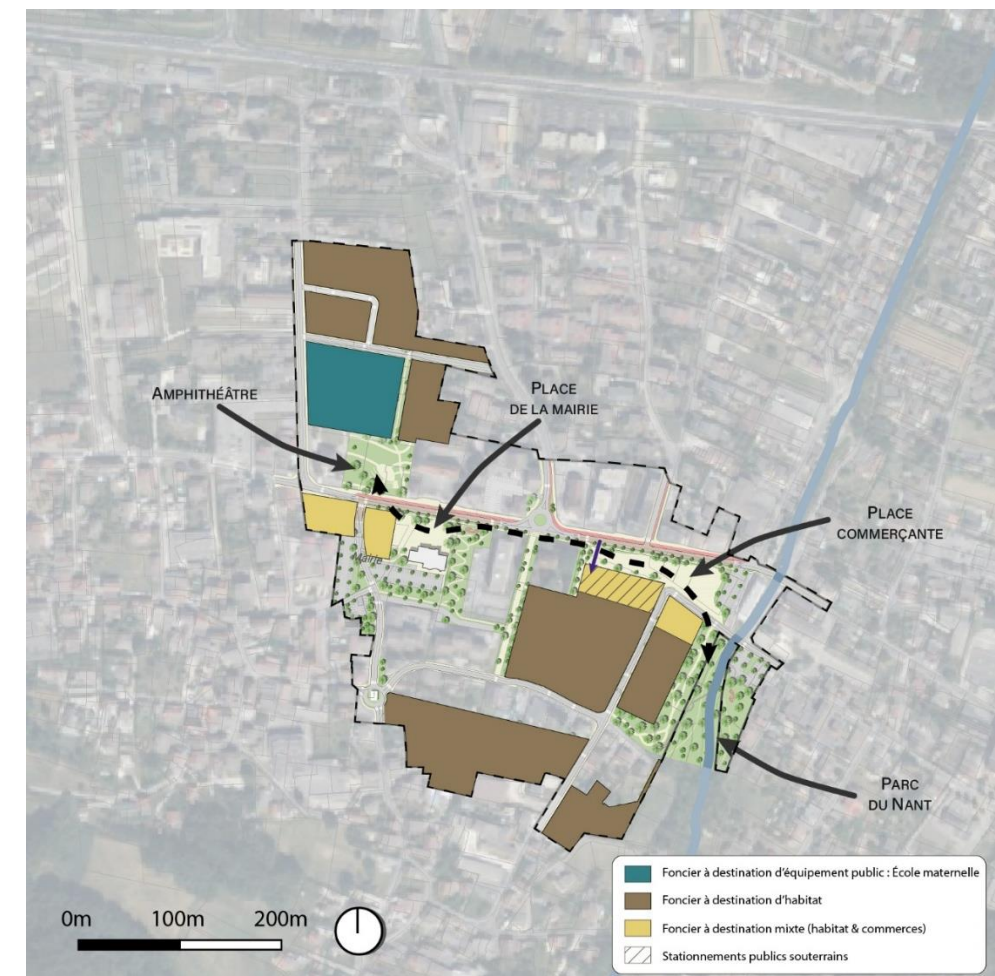 AMPHITHÉÂTRE
PLACE
DE LA MAIRIE
PLACE
COMMERÇANTE
Mairie
PARC
DU NANT
0m 100m 200m
Foncier à destination d'équipement public : École maternelle
Foncier à destination d'habitat
Foncier à destination mixte (habitat & commerces)
Stationnements publics souterrains